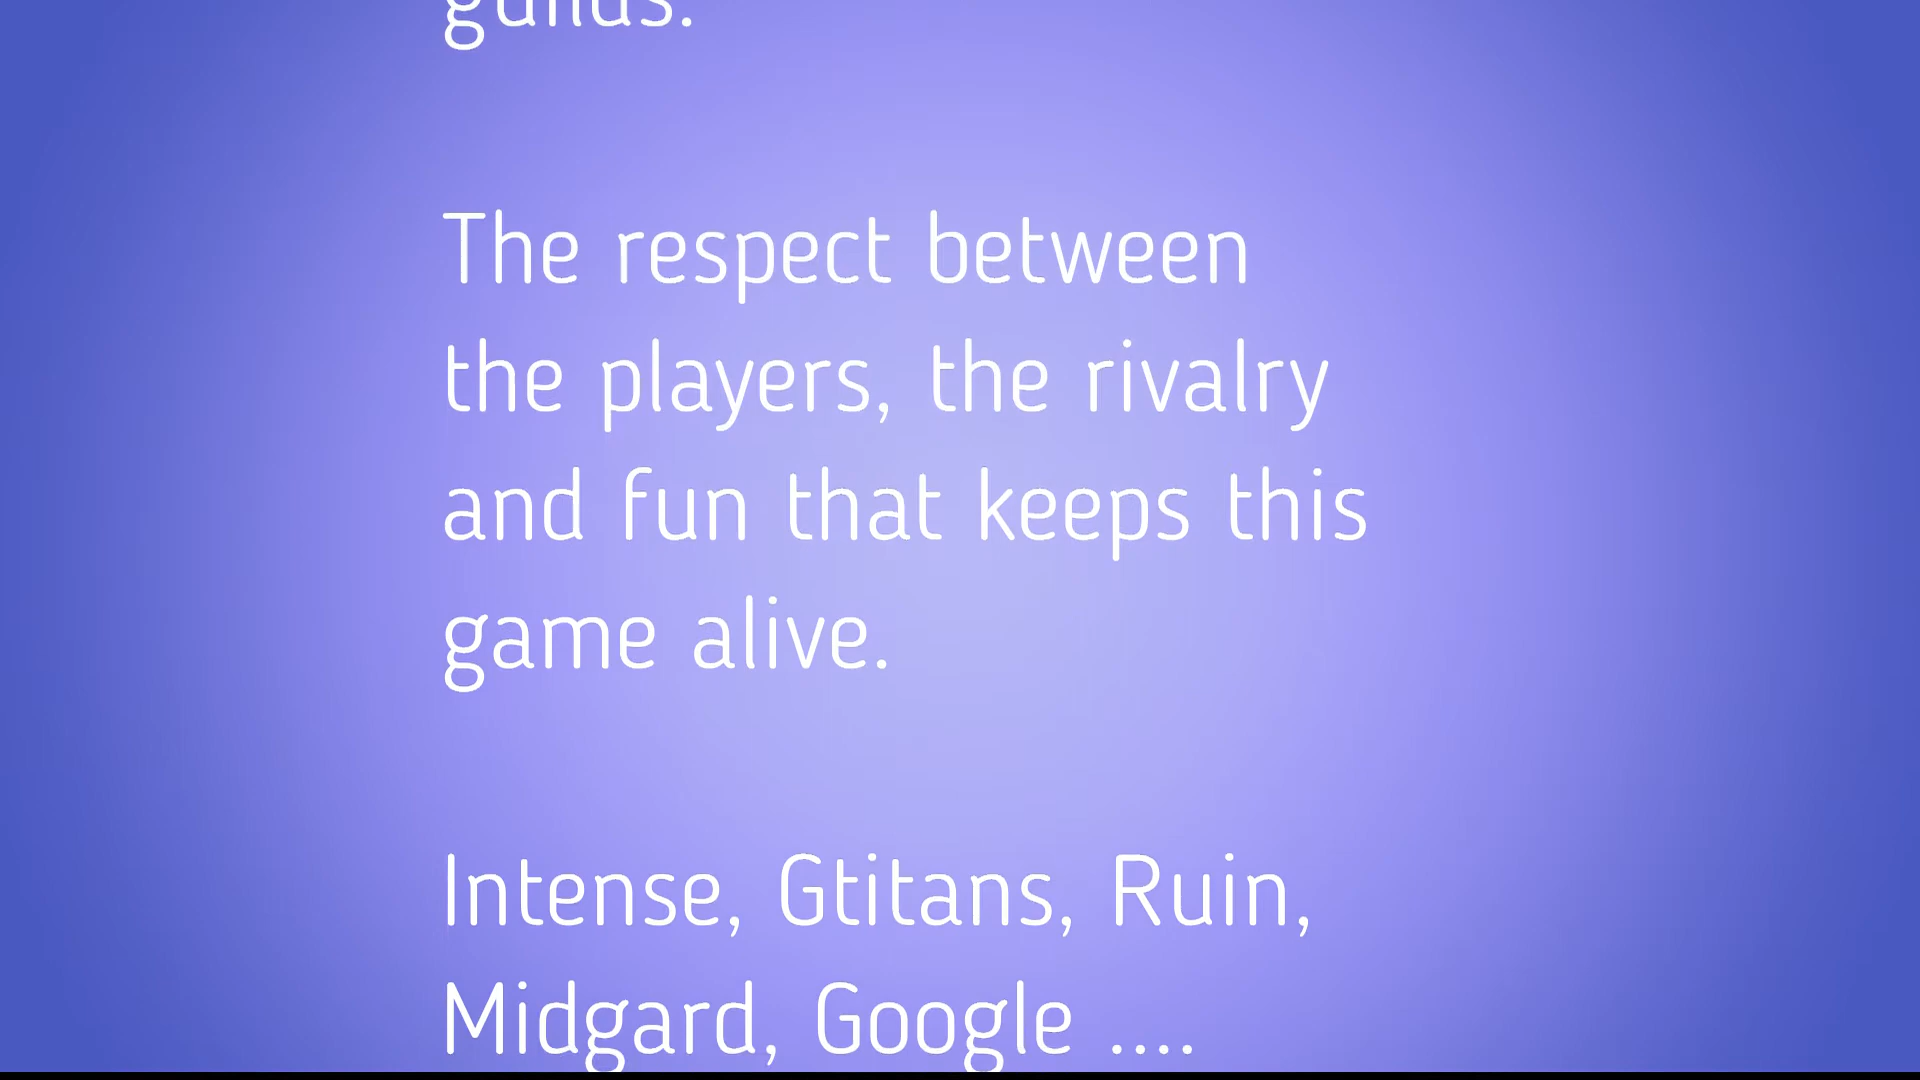 guilds.
The respect between
the players, the rivalry
and fun that keeps this
game alive.
Intense, Gtitans, Ruin,
Midgard, Google ....